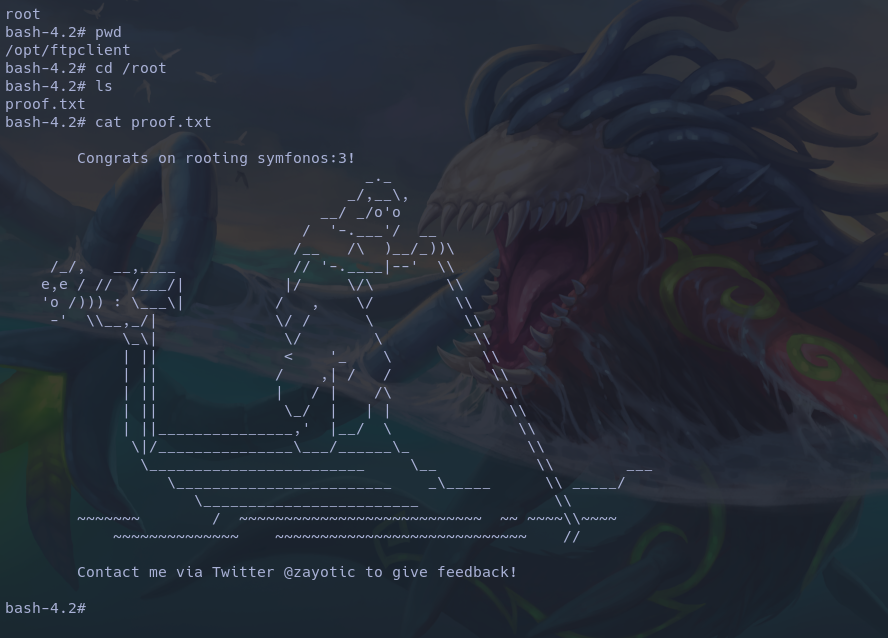 root
bash-4.2# pwd
/opt/ftpclient
bash-4.2# cd /root
bash-4.2# ls
proof.txt
bash-4.2# cat proof.txt
Congrats on rooting symfonos:3!
Contact me via Twitter @zayotic to give feedback!
bash-4.2#